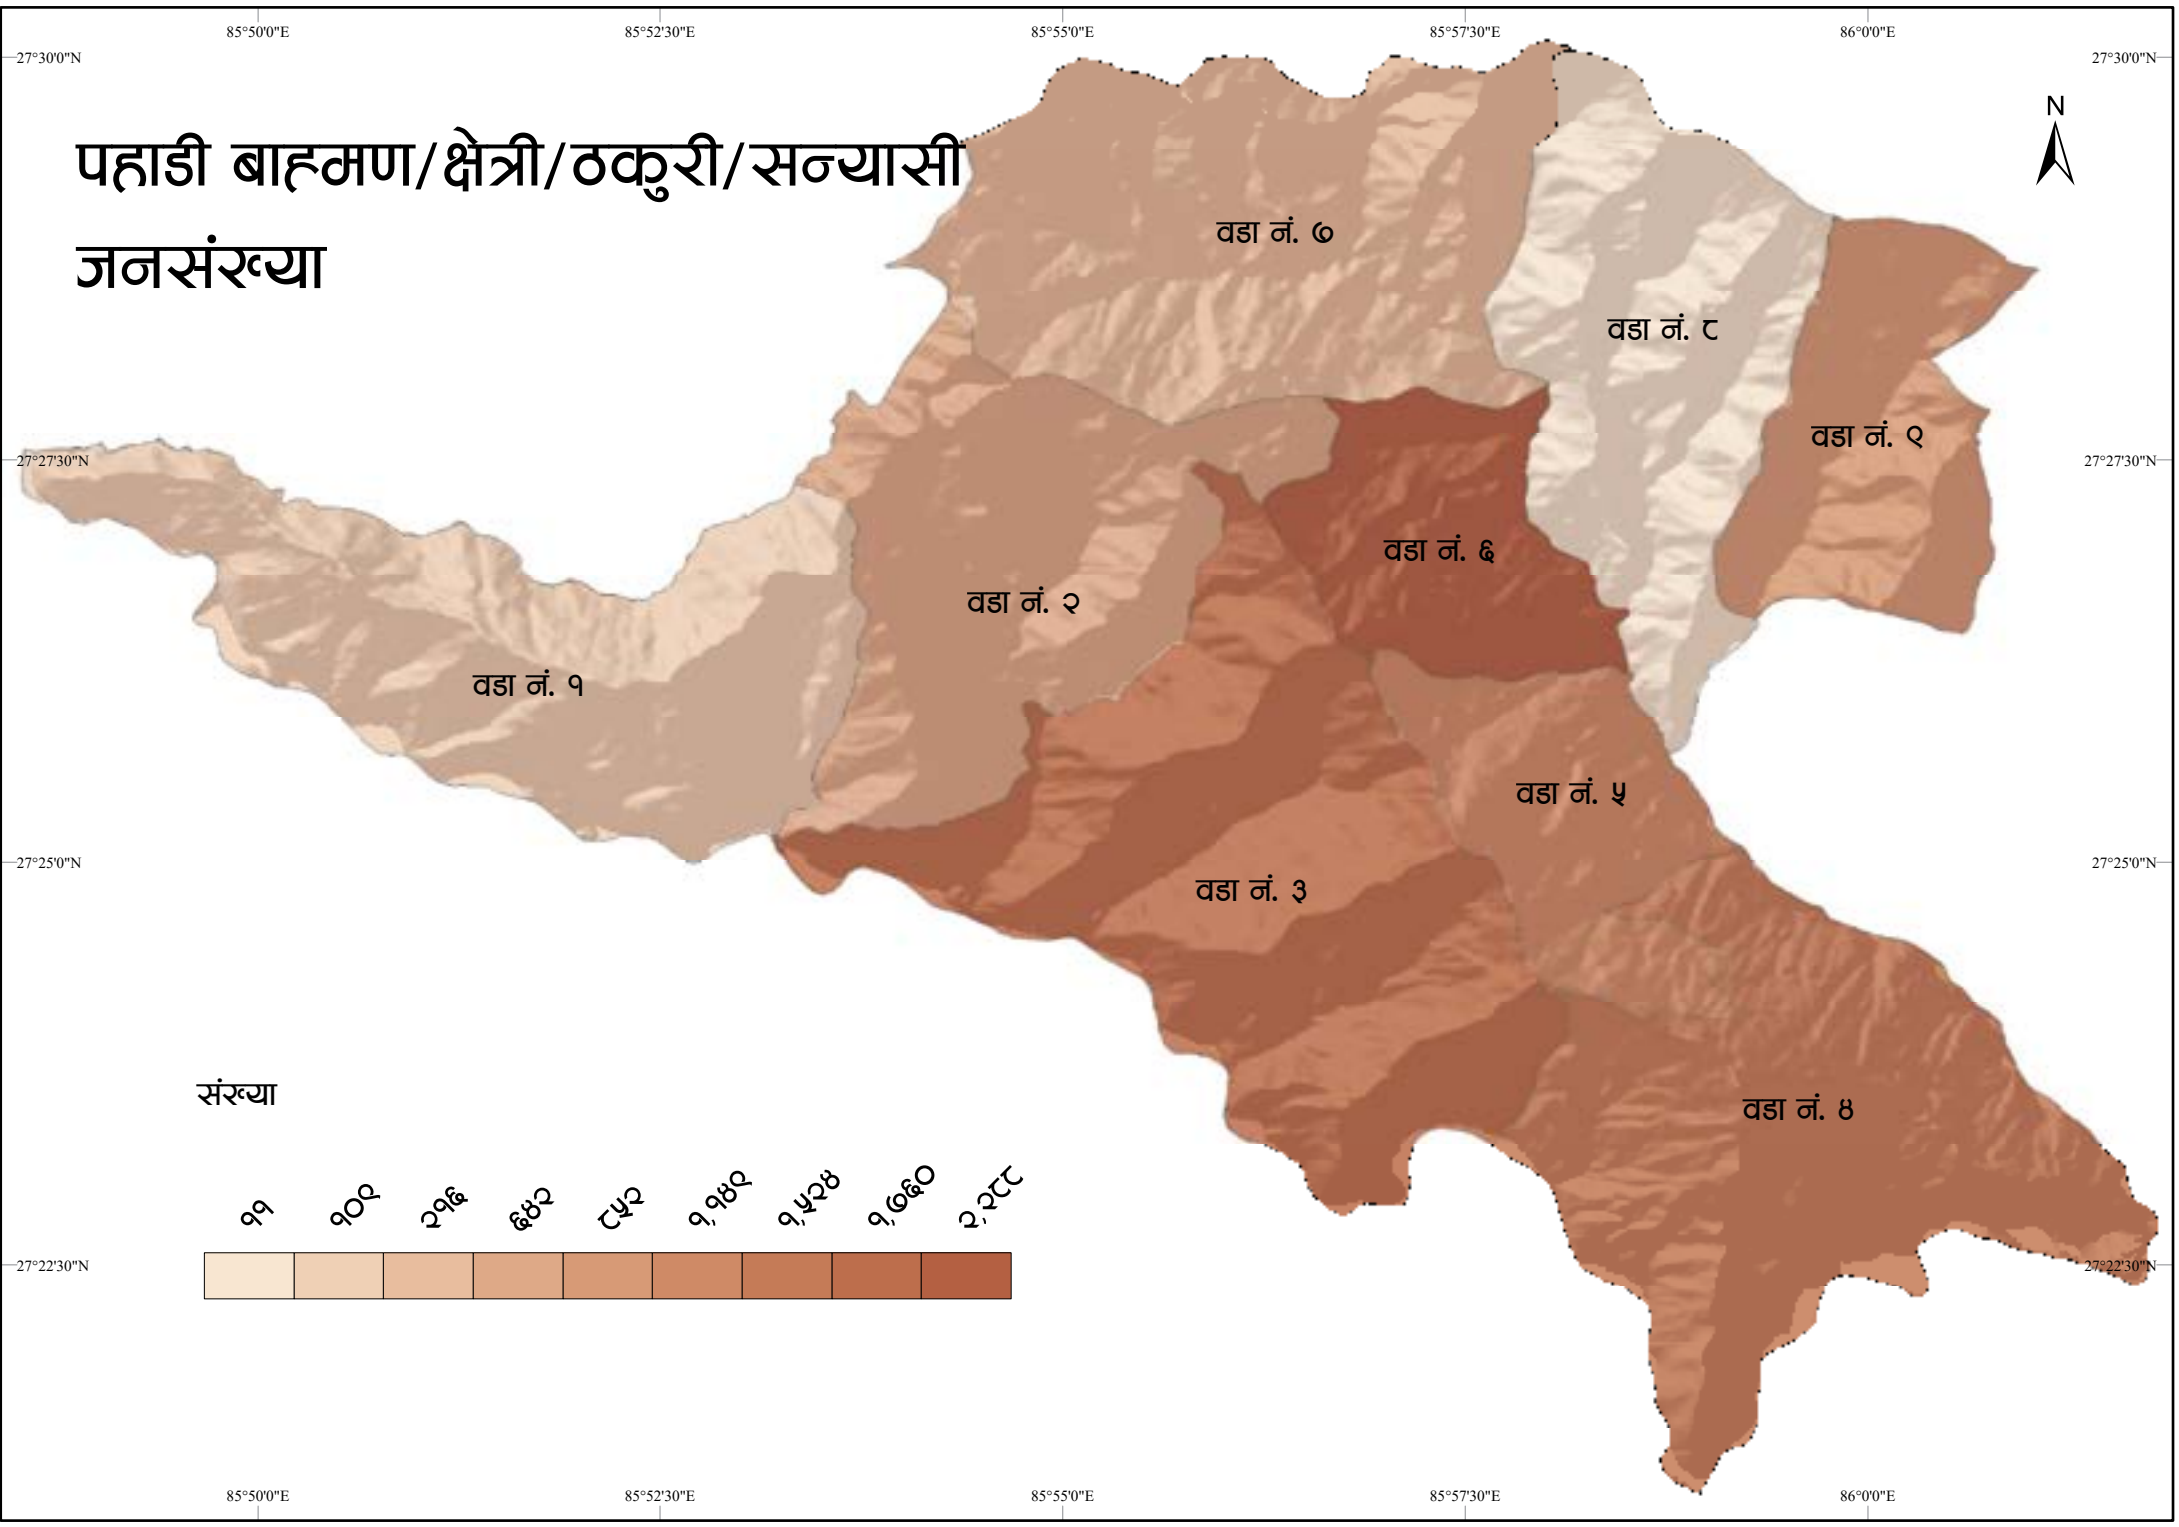 85°50'0"E 85°52'30"E 85°55'0"E 85°57'30"E 86°0'0"E
27°30'0"N 27°30'0"N
N
पहाडी बाह्मण/क्षेत्री/ठकुरी/सन्यासी
जनसंख्या
वडा नं. ७
वडा नं. ८
वडा नं. ९
27°27'30"N 27°27'30"N
वडा नं. ६
वडा नं. २
वडा नं. १
वडा नं. ५
27°25'0"N 27°25'0"N
वडा नं. ३
संख्या
वडा नं. ४
११ १०९ २१६ ६४२ ८५२ १,१४९ १,५२४ १,७६० २,२८८
27°22'30"N 27°22'30"N
85°50'0"E 85°52'30"E 85°55'0"E 85°57'30"E 86°0'0"E